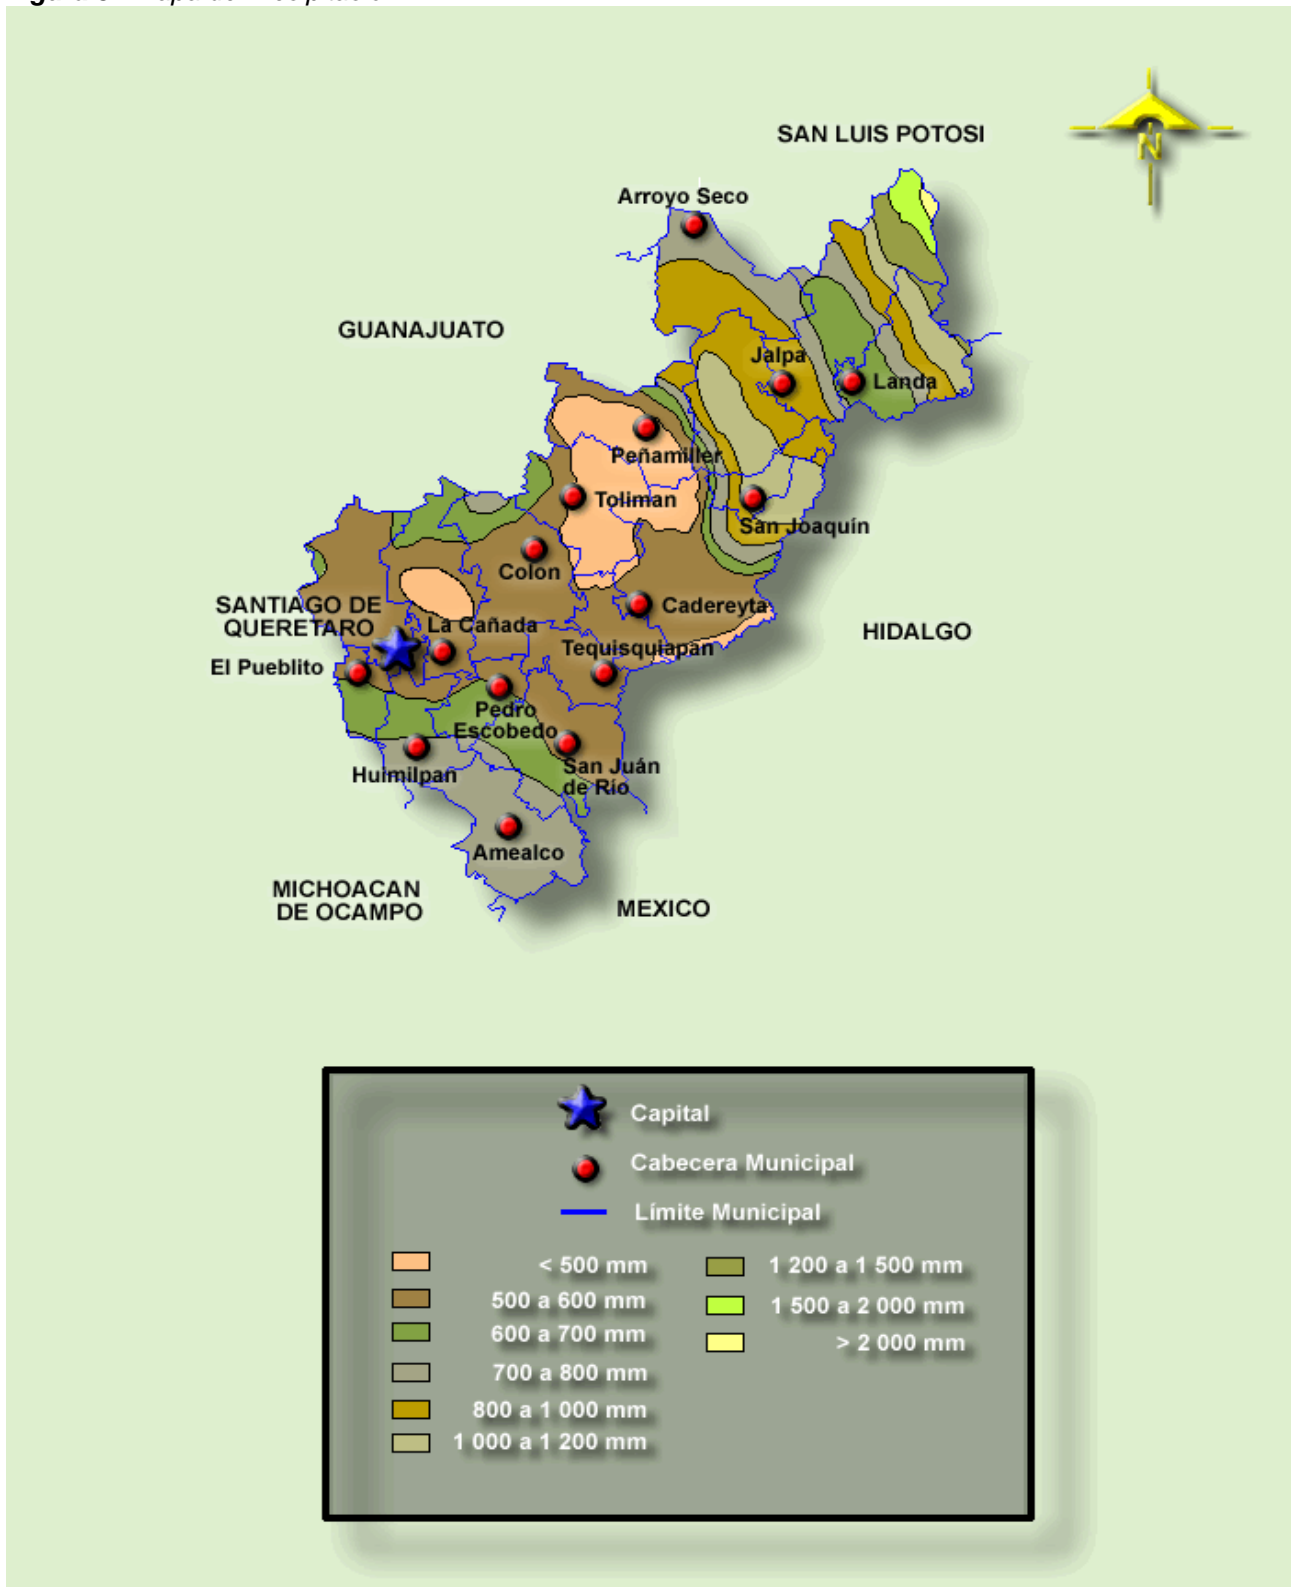 SAN LUIS POTOSI
N
Arroyo Seco
GUANAJUATO
Jalpa
Landa
Peñamiller
Toliman
San Joaquín
Colon
SANTIAGO DE
QUERETARO
La Cañada
Cadereyta
HIDALGO
Tequisquiapan
El Pueblito
Pedro
Escobedo
San Juán
de Río
Huimilpan
Amealco
MICHOACAN
DE OCAMPO
MEXICO
Capital
Cabecera Municipal
Límite Municipal
< 500 mm
500 a 600 mm
600 a 700 mm
700 a 800 mm
800 a 1 000 mm
1 000 a 1 200 mm
1 200 a 1 500 mm
1 500 a 2 000 mm
> 2 000 mm